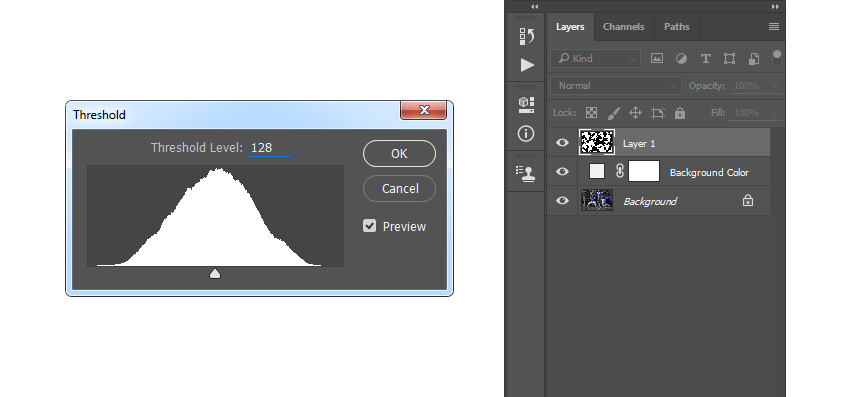 Threshold
Threshold Level: 128
OK
Cancel
Preview
Layers Channels Paths
Kind
Normal Opacity: 100%
Lock: Fill: 100%
Layer 1
Background Color
Background